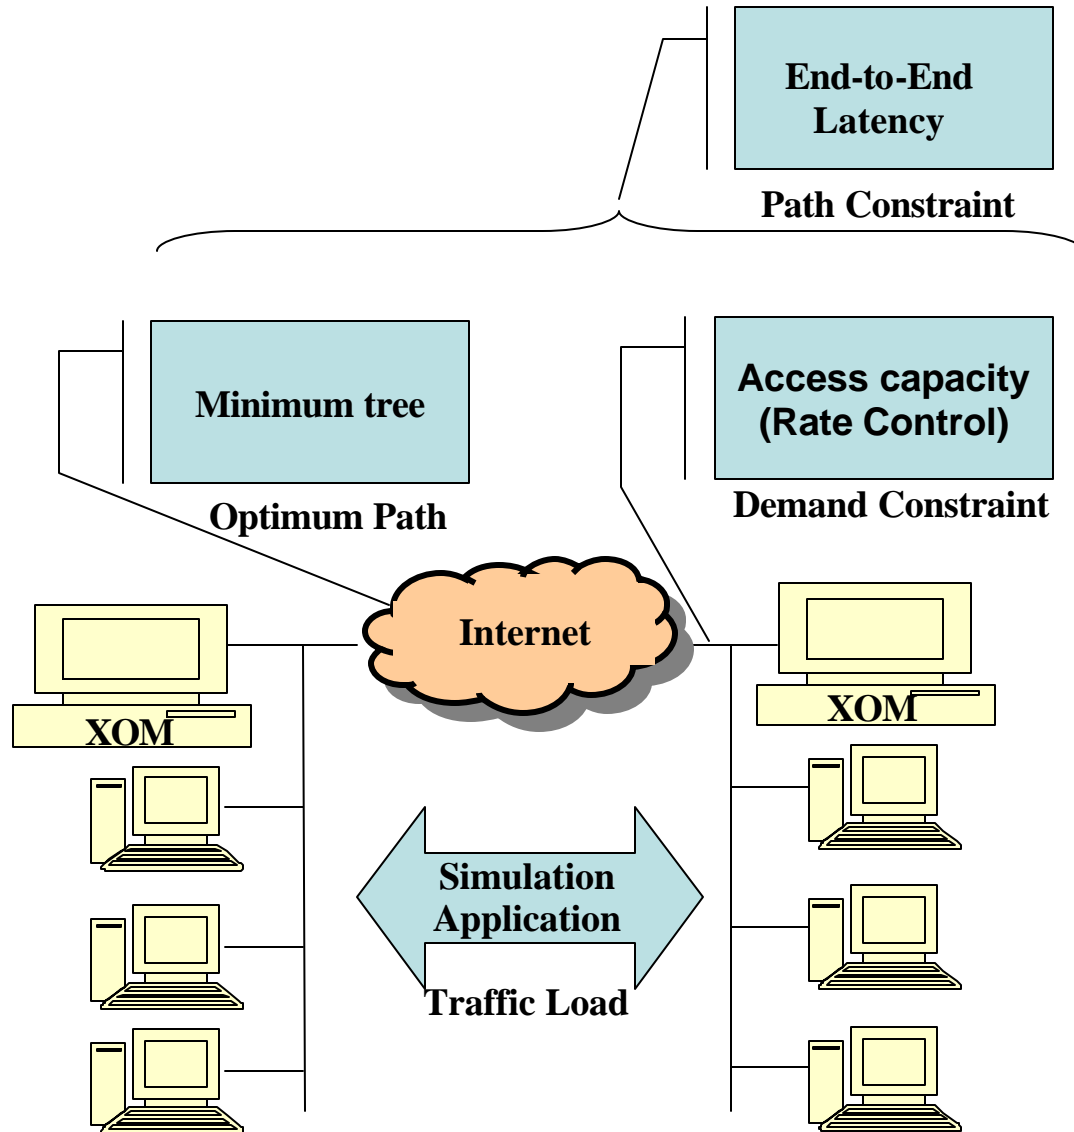 End-to-End
Latency
Path Constraint
Minimum tree
Optimum Path
Access capacity
(Rate Control)
Demand Constraint
Internet
XOM
XOM
Simulation
Application
Traffic Load